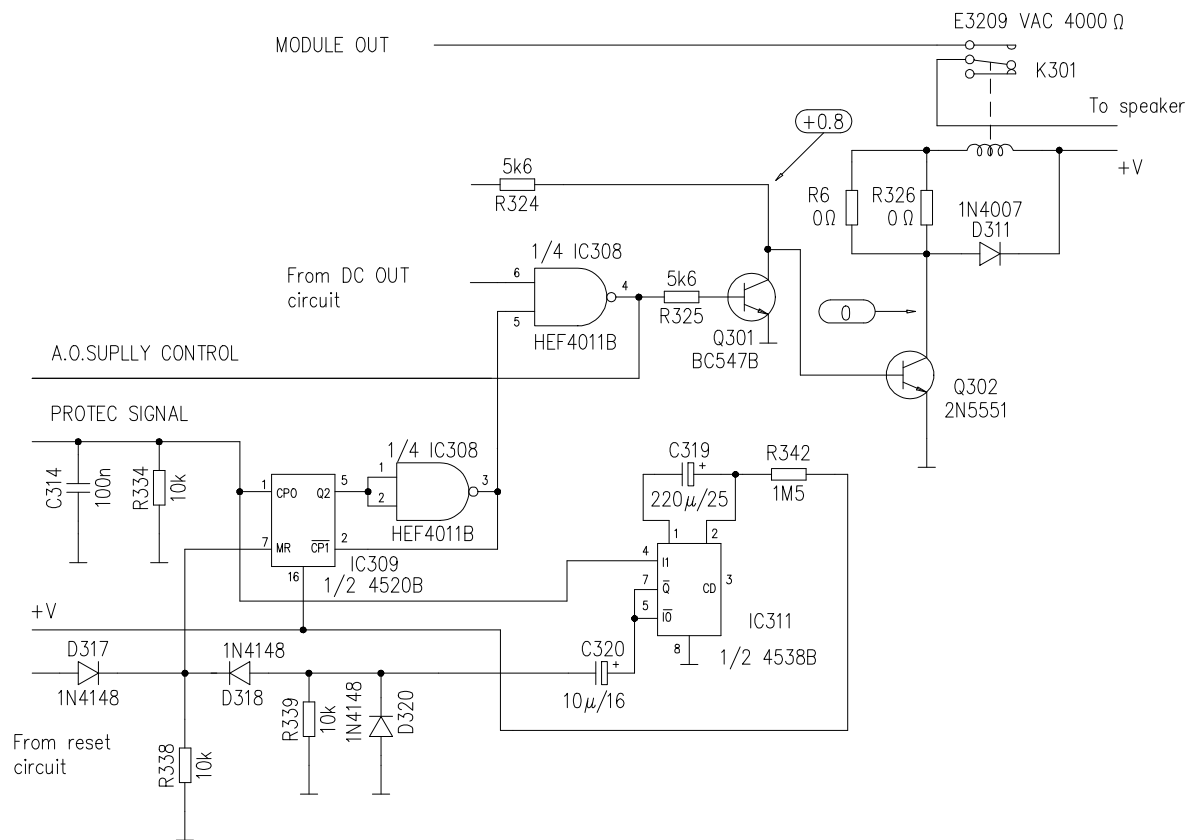 E3209 VAC 4000 Ω
MODULE OUT
K301
To speaker
+0.8
+V
5k6
R324
R6
0Ω
R326
0Ω
1N4007
D311
1/4 IC308
From DC OUT
circuit
6
5
4
HEF4011B
5k6
R325
Q301
BC547B
0
A.O.SUPLLY CONTROL
Q302
2N5551
PROTEC SIGNAL
C314
100n
R334
10k
1/4 IC308
1
2
3
HEF4011B
1
CPO
Q2
5
7
MR
CP1
2
16
IC309
1/2 4520B
C319
+
220μ/25
R342
1M5
1
2
4
I1
7
Q
CD
3
5
IO
8
IC311
1/2 4538B
+V
D317
1N4148
1N4148
D318
R339
10k
1N4148
D320
C320
+
10μ/16
From reset
circuit
R338
10k